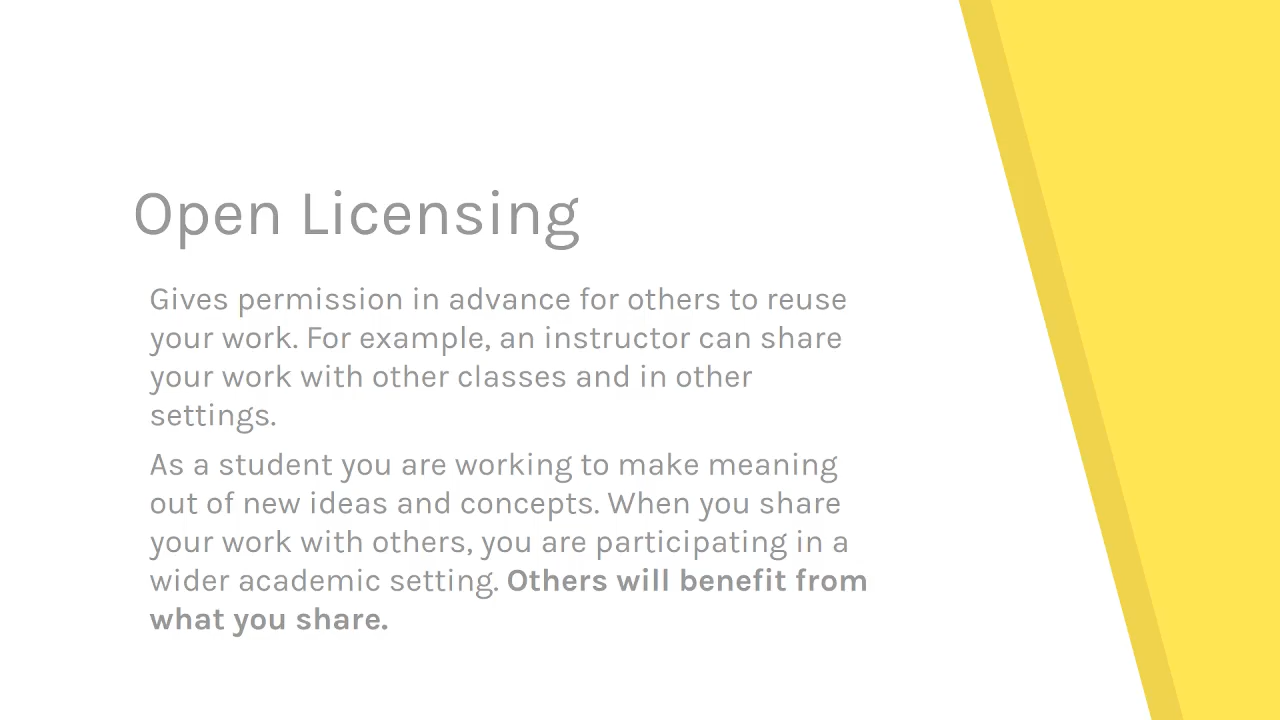 Open Licensing
Gives permission in advance for others to reuse
your work. For example, an instructor can share
your work with other classes and in other
settings.
As a student you are working to make meaning
out of new ideas and concepts. When you share
your work with others, you are participating in a
wider academic setting. Others will benefit from
what you share.